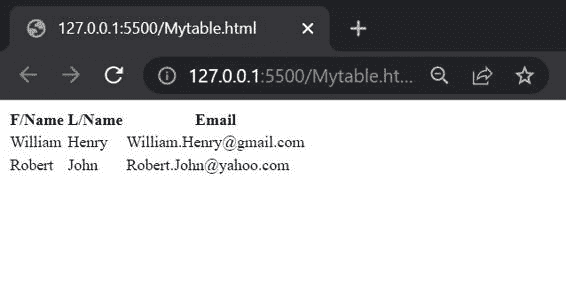 127.0.0.1:5500/Mytable.html
127.0.0.1:5500/Mytable.ht...
F/Name L/Name Email
William Henry William.Henry@gmail.com
Robert John Robert.John@yahoo.com